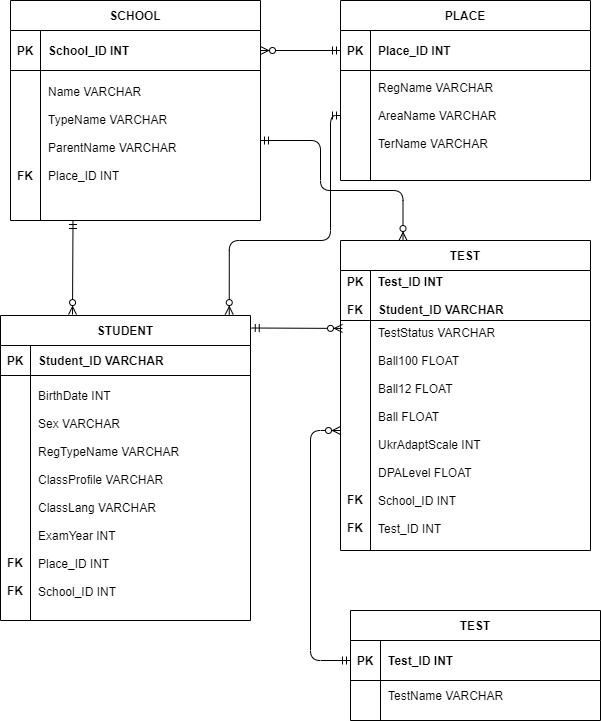 SCHOOL
PK School_ID INT
Name VARCHAR
TypeName VARCHAR
ParentName VARCHAR
FK Place_ID INT
PLACE
PK Place_ID INT
RegName VARCHAR
AreaName VARCHAR
TerName VARCHAR
STUDENT
PK Student_ID VARCHAR
BirthDate INT
Sex VARCHAR
RegTypeName VARCHAR
ClassProfile VARCHAR
ClassLang VARCHAR
ExamYear INT
FK Place_ID INT
FK School_ID INT
TEST
PK Test_ID INT
FK Student_ID VARCHAR
TestStatus VARCHAR
Ball100 FLOAT
Ball12 FLOAT
Ball FLOAT
UkrAdaptScale INT
DPALevel FLOAT
FK School_ID INT
FK Test_ID INT
TEST
PK Test_ID INT
TestName VARCHAR